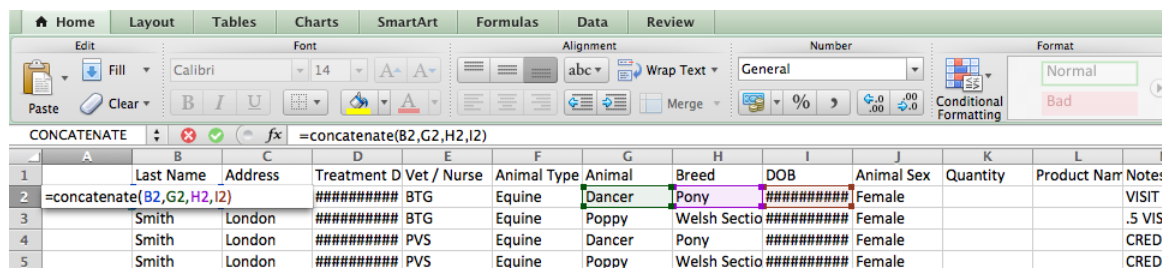 Home Layout Tables Charts SmartArt Formulas Data Review
Edit Font Alignment Number Format
Fill Calibri 14 A A abc Wrap Text General Normal
Paste Clear B I U A Merge % , .0 .00 .00 .0 Conditional Formatting Bad
CONCATENATE fx =concatenate(B2,G2,H2,I2)
A B C D E F G H I J K L
1 Last Name Address Treatment D Vet / Nurse Animal Type Animal Breed DOB Animal Sex Quantity Product Nam Notes
2 =concatenate(B2,G2,H2,I2) ########## BTG Equine Dancer Pony ########## Female VISIT
3 Smith London ########## BTG Equine Poppy Welsh Sectio ########## Female .5 VIS
4 Smith London ########## PVS Equine Dancer Pony ########## Female CRED
5 Smith London ########## PVS Equine Poppy Welsh Sectio ########## Female CRED